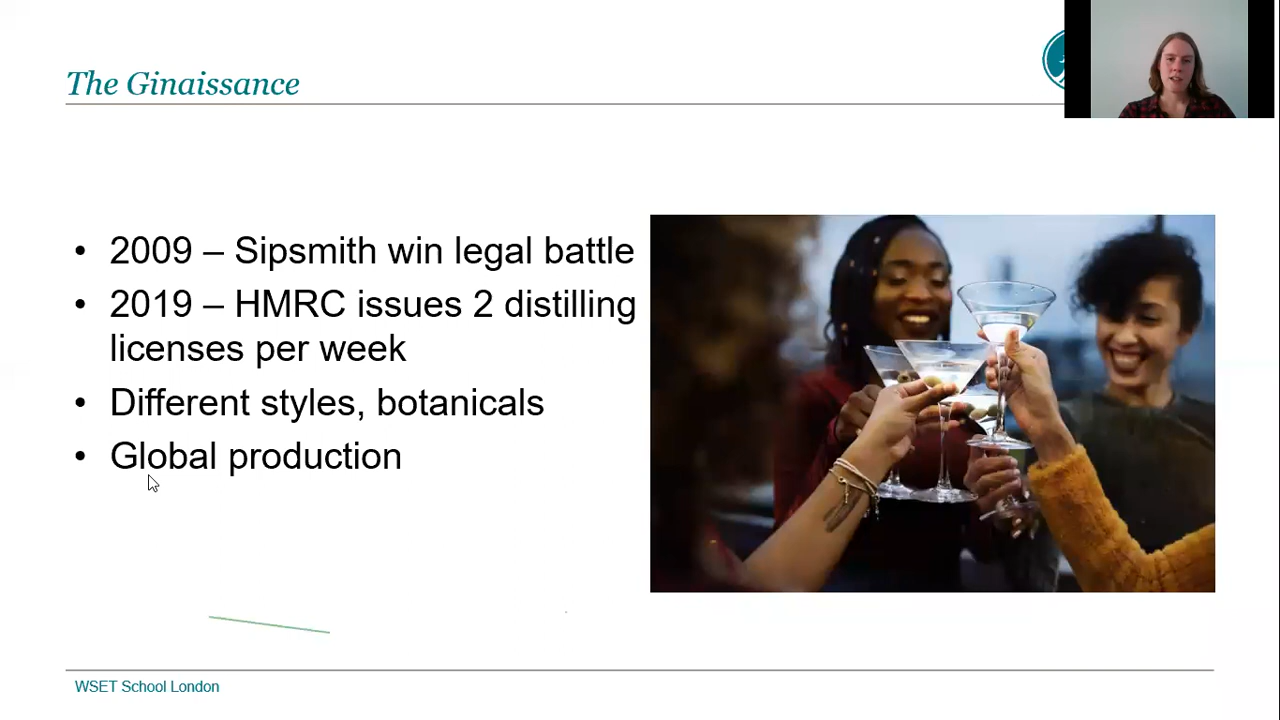 The Ginaissance
• 2009 – Sipsmith win legal battle
• 2019 – HMRC issues 2 distilling
licenses per week
• Different styles, botanicals
• Global production
WSET School London